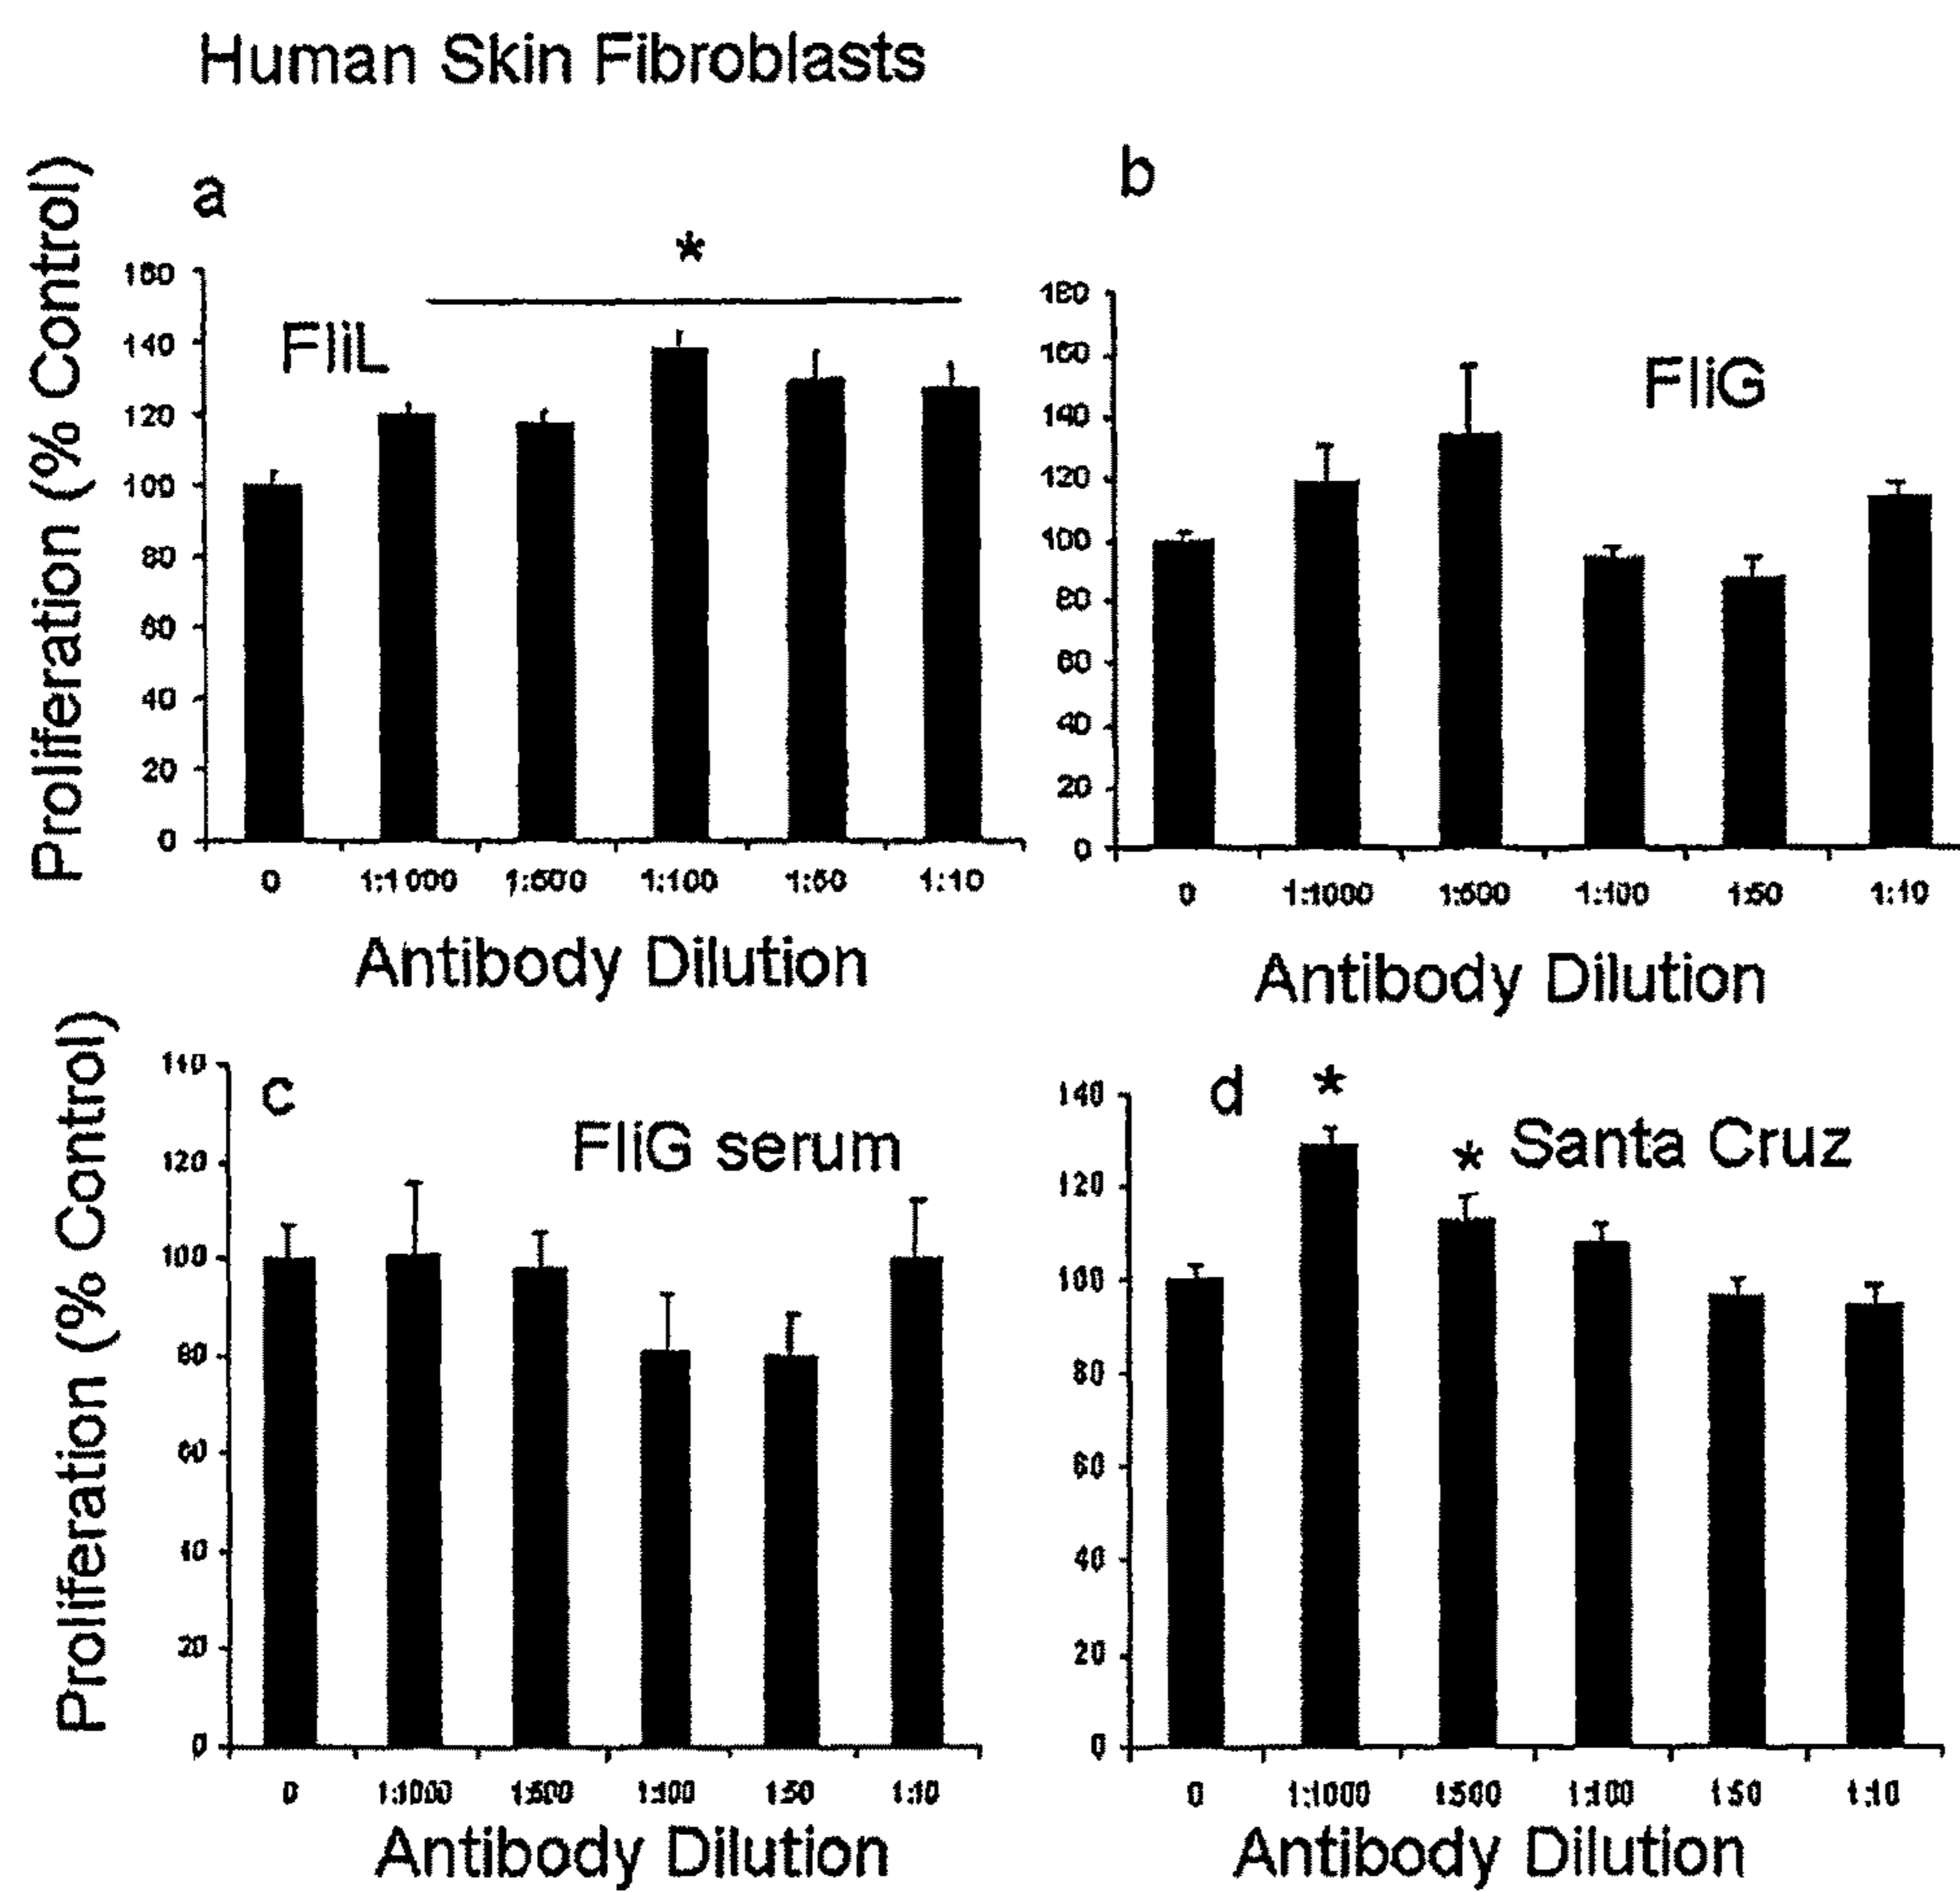 Human Skin Fibroblasts
a
*
FliL
Proliferation (% Control)
160
140
120
100
80
60
40
20
0
0 1:1000 1:500 1:100 1:50 1:10
Antibody Dilution
b
FliG
180
160
140
120
100
80
60
40
20
0
0 1:1000 1:500 1:100 1:50 1:10
Antibody Dilution
c
FliG serum
Proliferation (% Control)
140
120
100
80
60
40
20
0
0 1:1000 1:500 1:100 1:50 1:10
Antibody Dilution
d
*
* Santa Cruz
140
120
100
80
60
40
20
0
0 1:1000 1:500 1:100 1:50 1:10
Antibody Dilution